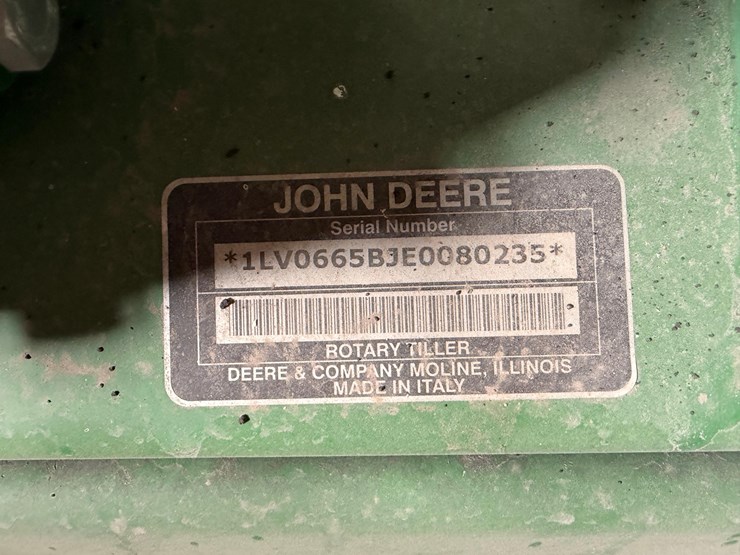 JOHN DEERE
Serial Number
*1LV0665BJE0080235*
ROTARY TILLER
DEERE & COMPANY MOLINE, ILLINOIS
MADE IN ITALY